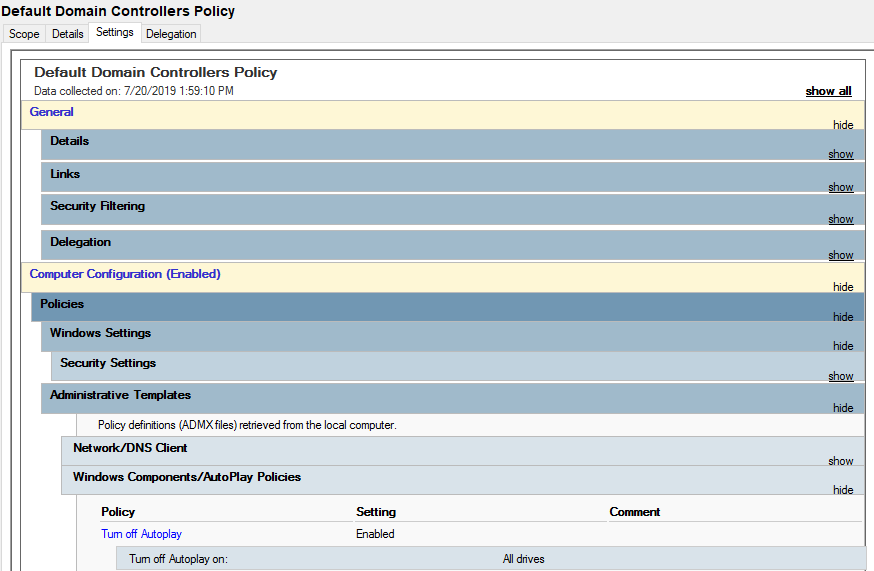 Default Domain Controllers Policy
Scope Details Settings Delegation
Default Domain Controllers Policy
Data collected on: 7/20/2019 1:59:10 PM show all
General hide
Details show
Links show
Security Filtering show
Delegation show
Computer Configuration (Enabled) hide
Policies hide
Windows Settings hide
Security Settings show
Administrative Templates hide
Policy definitions (ADMX files) retrieved from the local computer.
Network/DNS Client show
Windows Components/AutoPlay Policies hide
Policy Setting Comment
Turn off Autoplay Enabled
Turn off Autoplay on: All drives